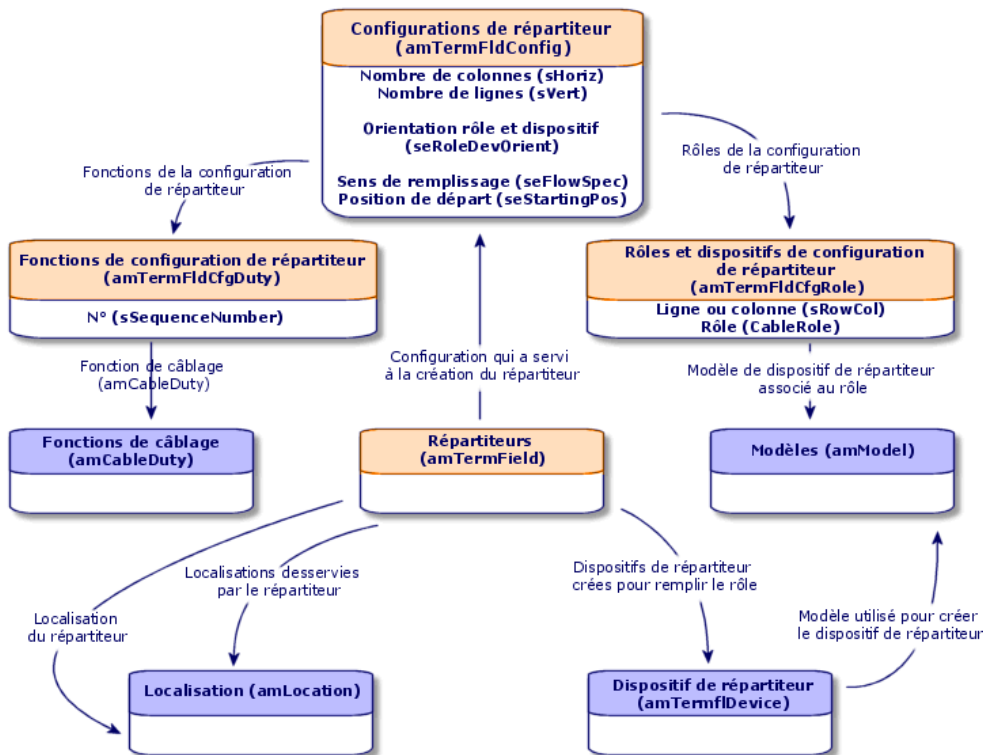 Configurations de répartiteur
(amTermFldConfig)
Nombre de colonnes (sHoriz)
Nombre de lignes (sVert)
Orientation rôle et dispositif
(seRoleDevOrient)
Sens de remplissage (seFlowSpec)
Position de départ (seStartingPos)
Fonctions de la configuration
de répartiteur
Rôles de la configuration
de répartiteur
Fonctions de configuration de répartiteur
(amTermFldCfgDuty)
N° (sSequenceNumber)
Rôles et dispositifs de configuration
de répartiteur
(amTermFldCfgRole)
Ligne ou colonne (sRowCol)
Rôle (CableRole)
Fonction de câblage
(amCableDuty)
Configuration qui a servi
à la création du répartiteur
Modèle de dispositif de répartiteur
associé au rôle
Fonctions de câblage
(amCableDuty)
Répartiteurs
(amTermField)
Modèles (amModel)
Localisations desservies
par le répartiteur
Dispositifs de répartiteur
crées pour remplir le rôle
Localisation
du répartiteur
Modèle utilisé pour créer
le dispositif de répartiteur
Localisation (amLocation)
Dispositif de répartiteur
(amTermflDevice)